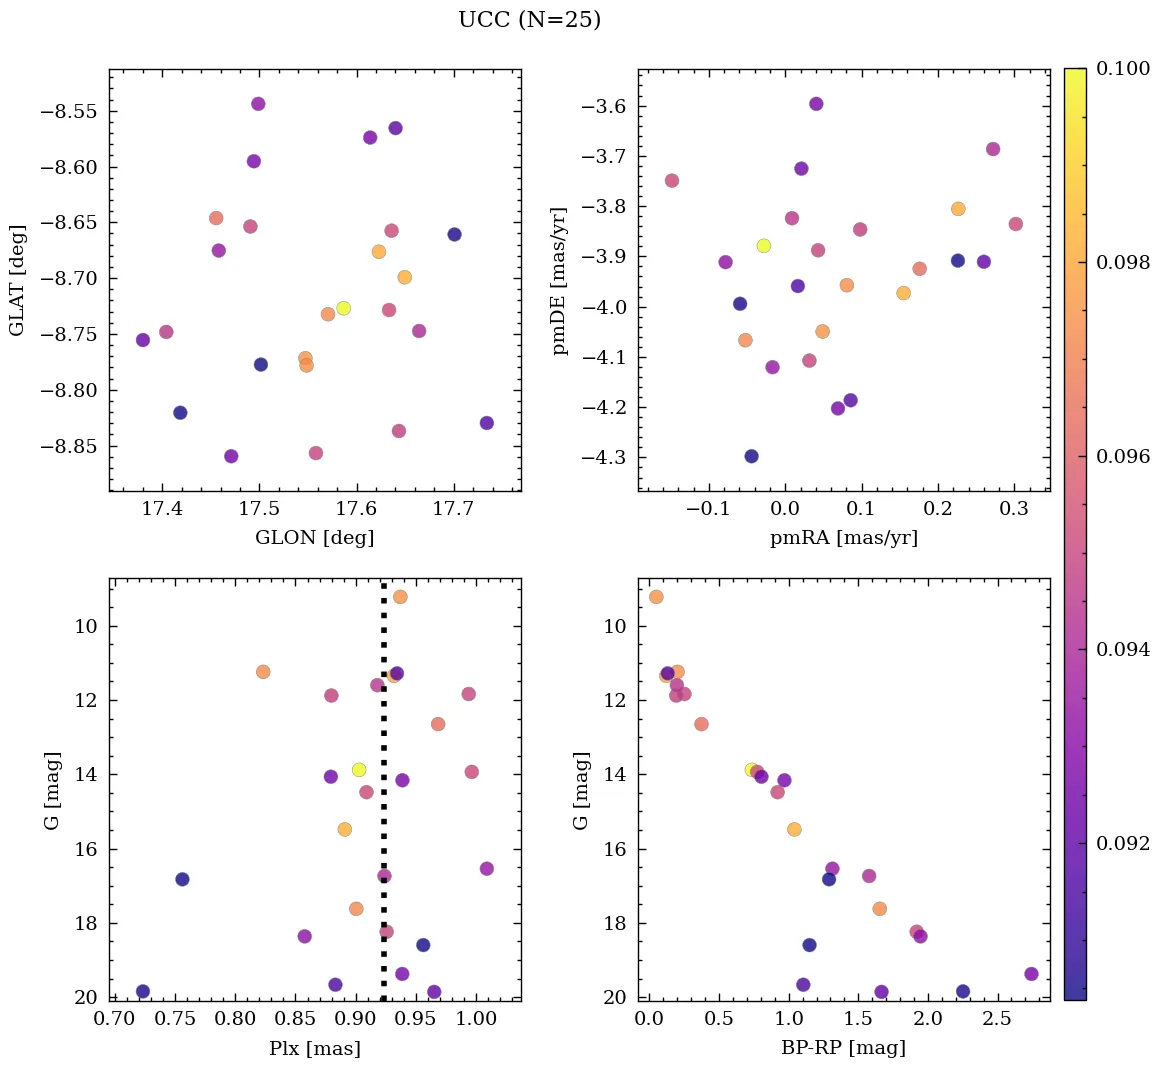 UCC (N=25)
−8.55
−8.60
−8.65
−8.70
−8.75
−8.80
−8.85
GLAT [deg]
17.4 17.5 17.6 17.7
GLON [deg]
−3.6
−3.7
−3.8
−3.9
−4.0
−4.1
−4.2
−4.3
pmDE [mas/yr]
−0.1 0.0 0.1 0.2 0.3
pmRA [mas/yr]
0.100
0.098
0.096
0.094
0.092
10
12
14
16
18
20
G [mag]
0.70 0.75 0.80 0.85 0.90 0.95 1.00
Plx [mas]
10
12
14
16
18
20
G [mag]
0.0 0.5 1.0 1.5 2.0 2.5
BP-RP [mag]